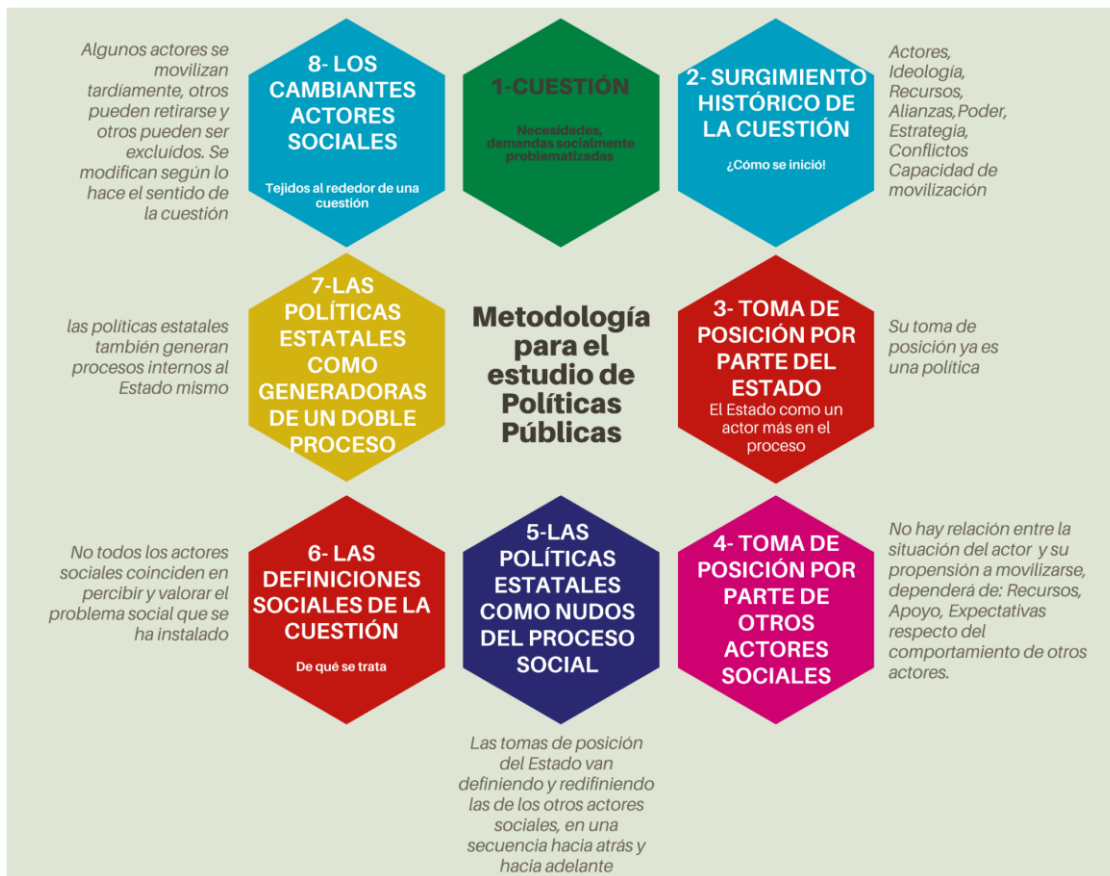 Metodología
para el
estudio de
Políticas
Públicas
1-CUESTIÓN
Necesidades,
demandas socialmente
problematizadas
2- SURGIMIENTO
HISTÓRICO DE
LA CUESTIÓN
¿Cómo se inició!
Actores,
Ideología,
Recursos,
Alianzas,Poder,
Estrategia,
Conflictos
Capacidad de
movilización
3- TOMA DE
POSICIÓN POR
PARTE DEL
ESTADO
El Estado como un
actor más en el
proceso
Su toma de
posición ya es
una política
4- TOMA DE
POSICIÓN POR
PARTE DE
OTROS
ACTORES
SOCIALES
No hay relación entre la
situación del actor y su
propensión a movilizarse,
dependerá de: Recursos,
Apoyo, Expectativas
respecto del
comportamiento de otros
actores.
5-LAS
POLÍTICAS
ESTATALES
COMO NUDOS
DEL PROCESO
SOCIAL
Las tomas de posición
del Estado van
definiendo y redifiniendo
las de los otros actores
sociales, en una
secuencia hacia atrás y
hacia adelante
6- LAS
DEFINICIONES
SOCIALES DE LA
CUESTIÓN
De qué se trata
No todos los actores
sociales coinciden en
percibir y valorar el
problema social que se
ha instalado
7-LAS
POLÍTICAS
ESTATALES
COMO
GENERADORAS
DE UN DOBLE
PROCESO
las políticas estatales
también generan
procesos internos al
Estado mismo
8- LOS
CAMBIANTES
ACTORES
SOCIALES
Tejidos al rededor de una
cuestión
Algunos actores se
movilizan
tardíamente, otros
pueden retirarse y
otros pueden ser
excluídos. Se
modifican según lo
hace el sentido de
la cuestión